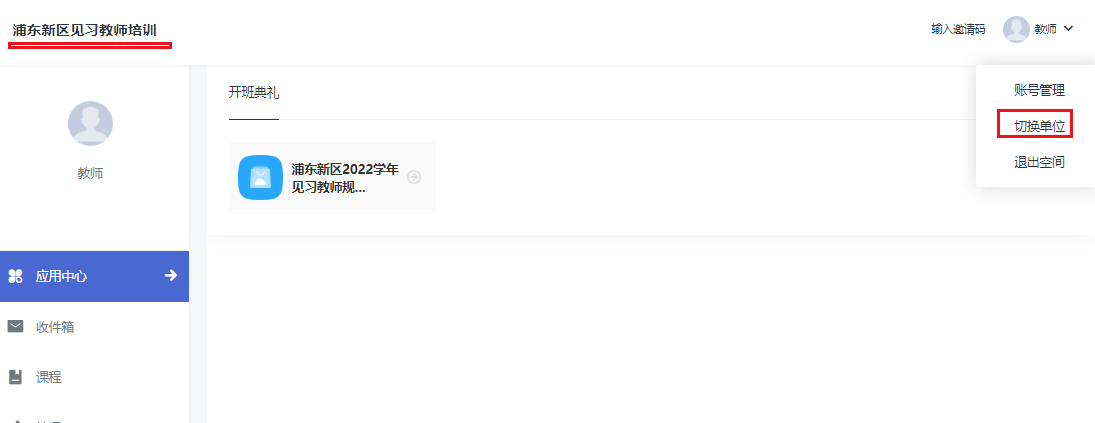 浦东新区见习教师培训
输入邀请码
教师
账号管理
切换单位
退出空间
教师
开班典礼
浦东新区2022学年
见习教师规...
应用中心
收件箱
课程